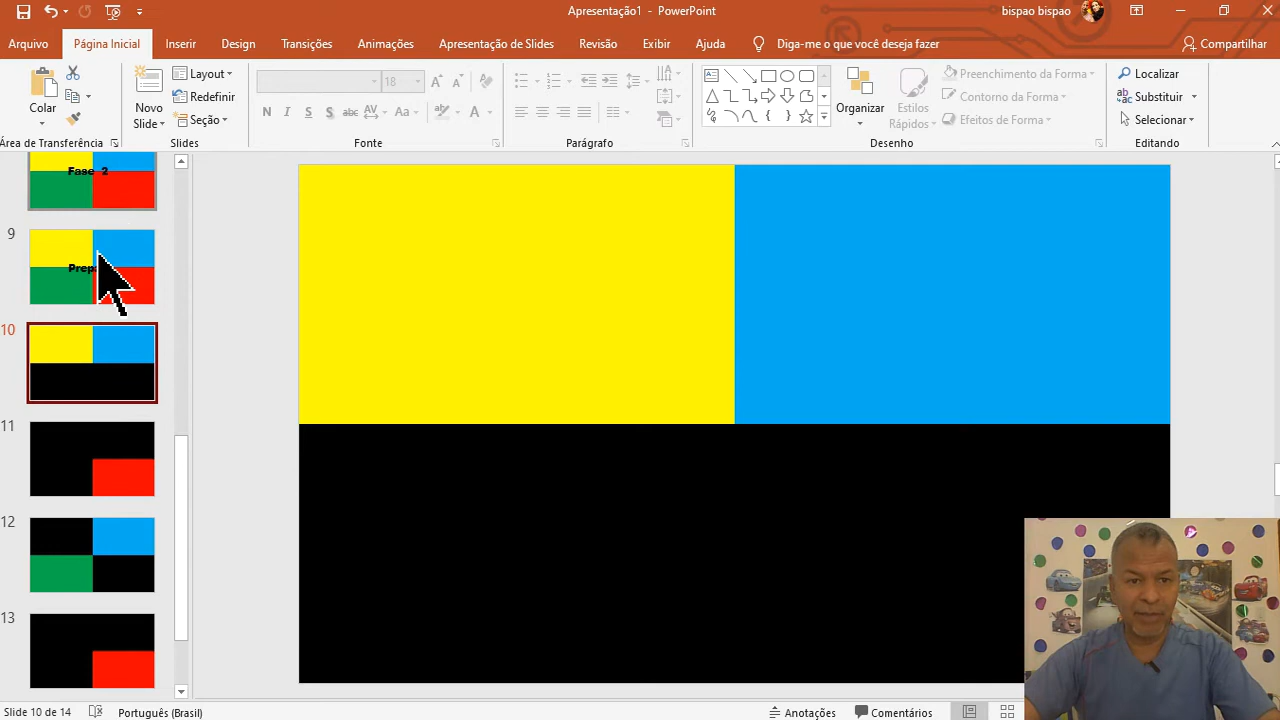 Apresentação1 - PowerPoint
bispao bispao
Arquivo
Página Inicial
Inserir
Design
Transições
Animações
Apresentação de Slides
Revisão
Exibir
Ajuda
Diga-me o que você deseja fazer
Compartilhar
Colar
Novo
Slide
Layout
Redefinir
Seção
18
N I S S abc AV Aa A
Organizar
Estilos
Rápidos
Preenchimento da Forma
Contorno da Forma
Efeitos de Forma
Localizar
Substituir
Selecionar
Área de Transferência
Slides
Fonte
Parágrafo
Desenho
Editando
Fase 2
9
10
11
12
13
Slide 10 de 14
Português (Brasil)
Anotações
Comentários